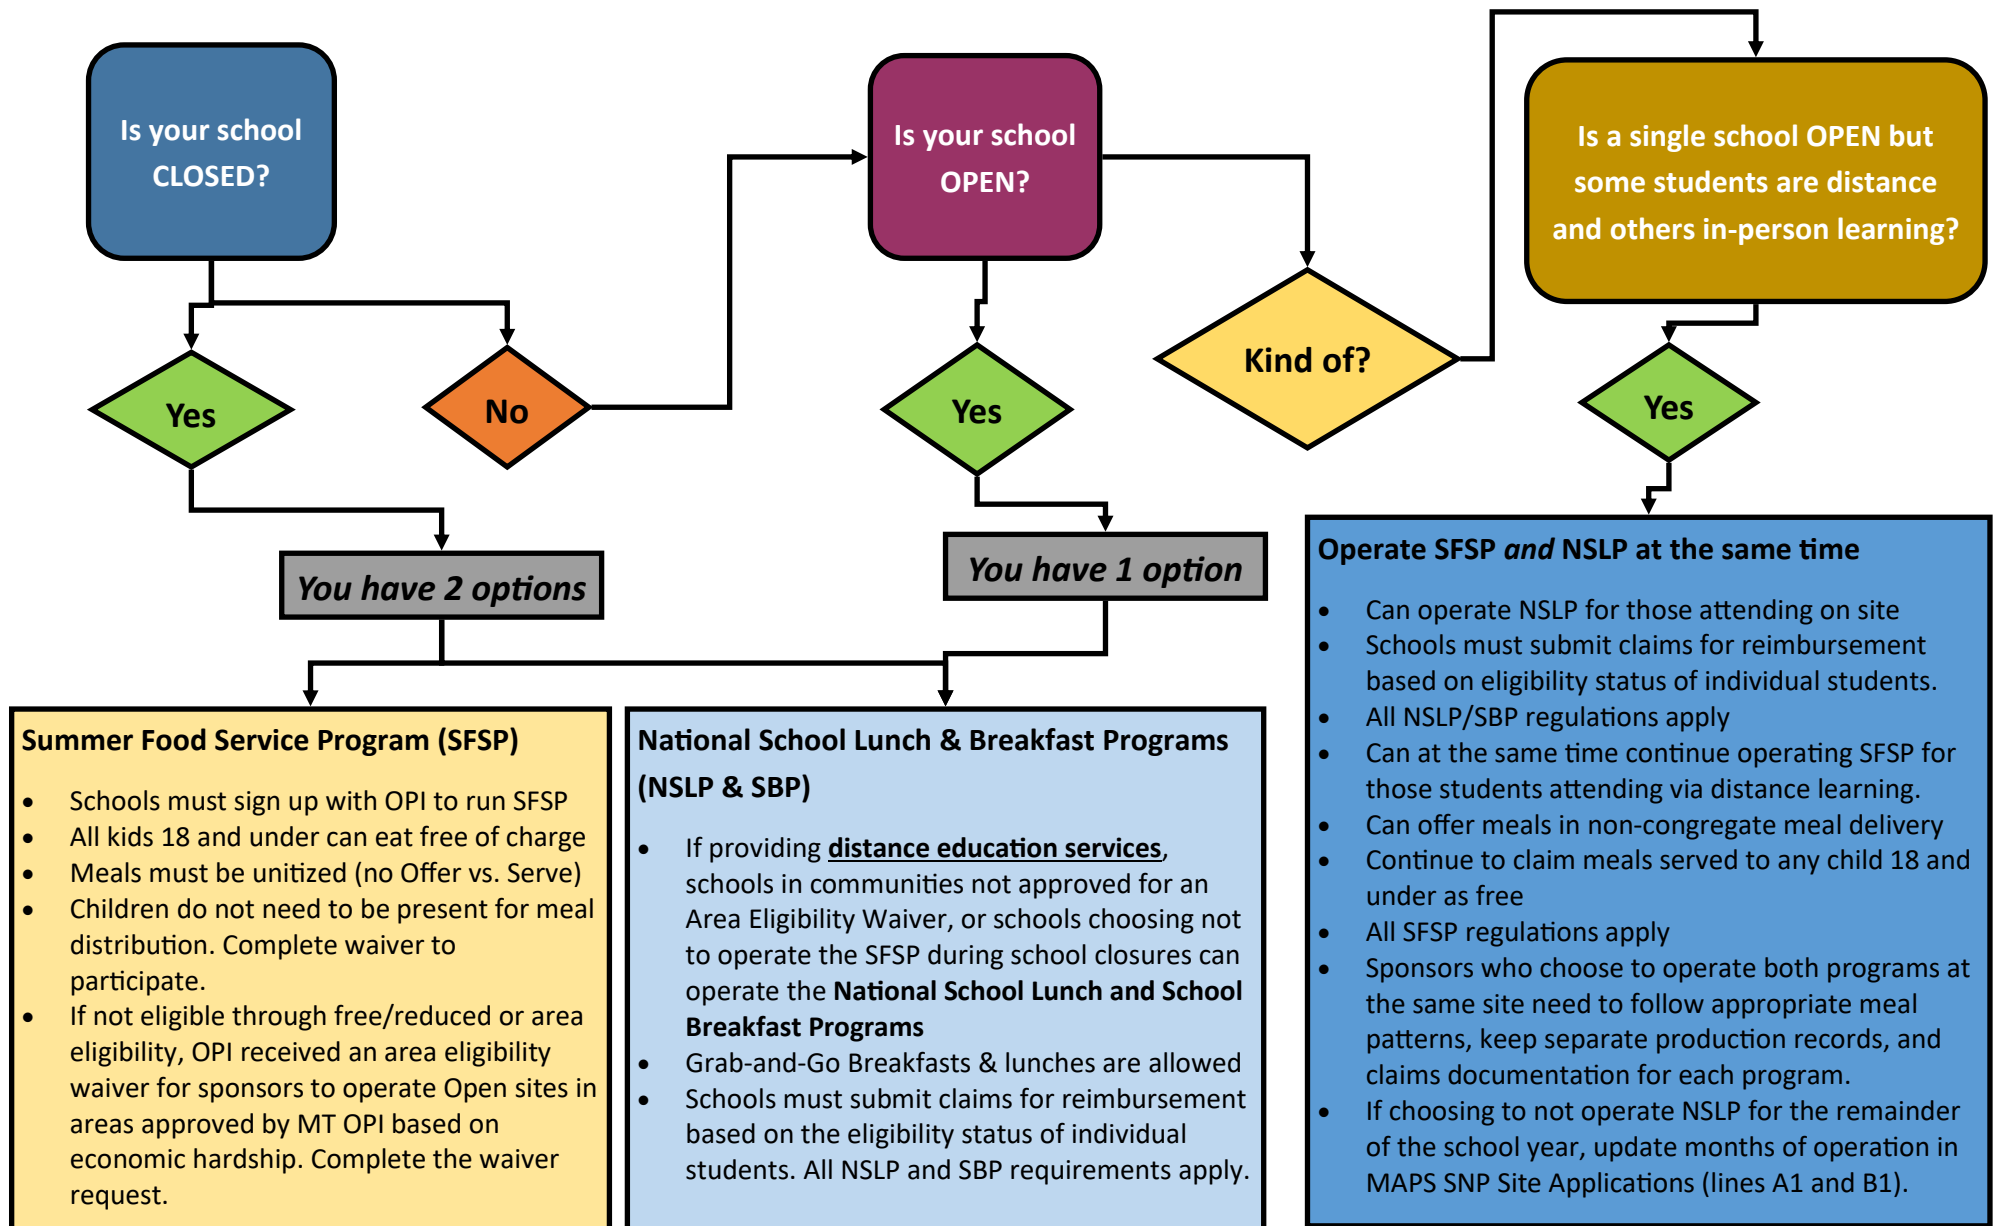 Is your school
CLOSED?
Is your school
OPEN?
Is a single school OPEN but
some students are distance
and others in-person learning?
Yes
No
Yes
Kind of?
Yes
You have 2 options
You have 1 option
Summer Food Service Program (SFSP)
• Schools must sign up with OPI to run SFSP
• All kids 18 and under can eat free of charge
• Meals must be unitized (no Offer vs. Serve)
• Children do not need to be present for meal
distribution. Complete waiver to
participate.
• If not eligible through free/reduced or area
eligibility, OPI received an area eligibility
waiver for sponsors to operate Open sites in
areas approved by MT OPI based on
economic hardship. Complete the waiver
request.
National School Lunch & Breakfast Programs
(NSLP & SBP)
• If providing distance education services,
schools in communities not approved for an
Area Eligibility Waiver, or schools choosing not
to operate the SFSP during school closures can
operate the National School Lunch and School
Breakfast Programs
• Grab-and-Go Breakfasts & lunches are allowed
• Schools must submit claims for reimbursement
based on the eligibility status of individual
students. All NSLP and SBP requirements apply.
Operate SFSP and NSLP at the same time
• Can operate NSLP for those attending on site
• Schools must submit claims for reimbursement
based on eligibility status of individual students.
• All NSLP/SBP regulations apply
• Can at the same time continue operating SFSP for
those students attending via distance learning.
• Can offer meals in non-congregate meal delivery
• Continue to claim meals served to any child 18 and
under as free
• All SFSP regulations apply
• Sponsors who choose to operate both programs at
the same site need to follow appropriate meal
patterns, keep separate production records, and
claims documentation for each program.
• If choosing to not operate NSLP for the remainder
of the school year, update months of operation in
MAPS SNP Site Applications (lines A1 and B1).